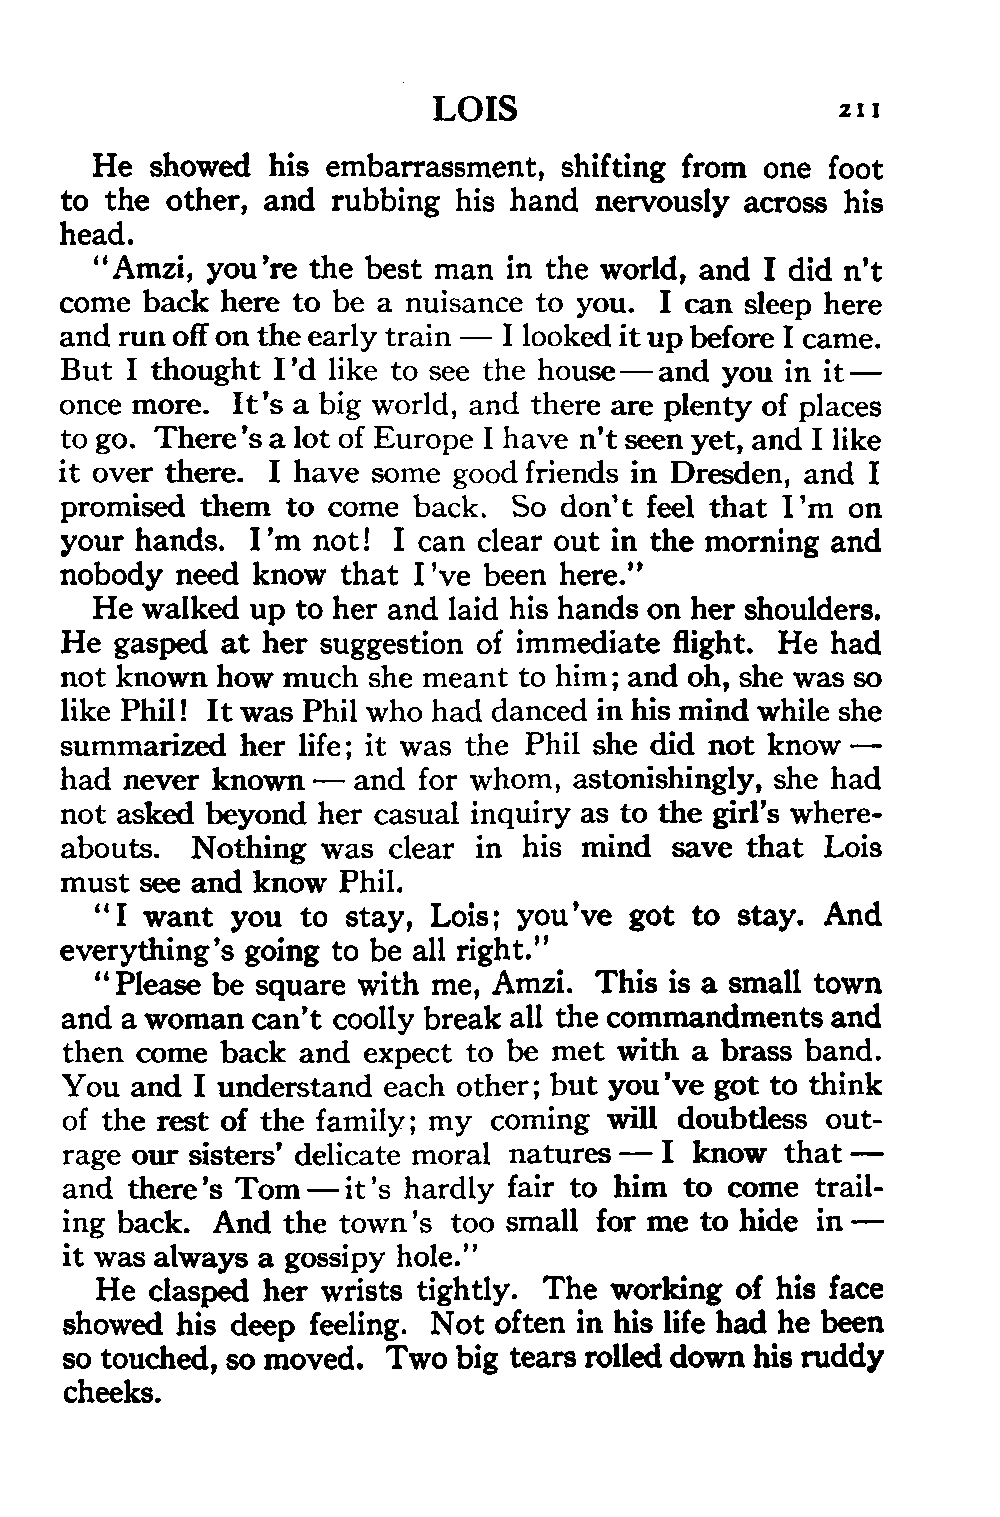 LOIS 211
He showed his embarrassment, shifting from one foot
to the other, and rubbing his hand nervously across his
head.
"Amzi, you're the best man in the world, and I did n't
come back here to be a nuisance to you. I can sleep here
and run off on the early train — I looked it up before I came.
But I thought I'd like to see the house—and you in it—
once more. It's a big world, and there are plenty of places
to go. There's a lot of Europe I have n't seen yet, and I like
it over there. I have some good friends in Dresden, and I
promised them to come back. So don't feel that I'm on
your hands. I'm not! I can clear out in the morning and
nobody need know that I've been here."
He walked up to her and laid his hands on her shoulders.
He gasped at her suggestion of immediate flight. He had
not known how much she meant to him; and oh, she was so
like Phil! It was Phil who had danced in his mind while she
summarized her life; it was the Phil she did not know —
had never known — and for whom, astonishingly, she had
not asked beyond her casual inquiry as to the girl's where-
abouts. Nothing was clear in his mind save that Lois
must see and know Phil.
"I want you to stay, Lois; you've got to stay. And
everything's going to be all right."
"Please be square with me, Amzi. This is a small town
and a woman can't coolly break all the commandments and
then come back and expect to be met with a brass band.
You and I understand each other; but you've got to think
of the rest of the family; my coming will doubtless out-
rage our sisters' delicate moral natures — I know that —
and there's Tom — it's hardly fair to him to come trail-
ing back. And the town's too small for me to hide in —
it was always a gossipy hole."
He clasped her wrists tightly. The working of his face
showed his deep feeling. Not often in his life had he been
so touched, so moved. Two big tears rolled down his ruddy
cheeks.